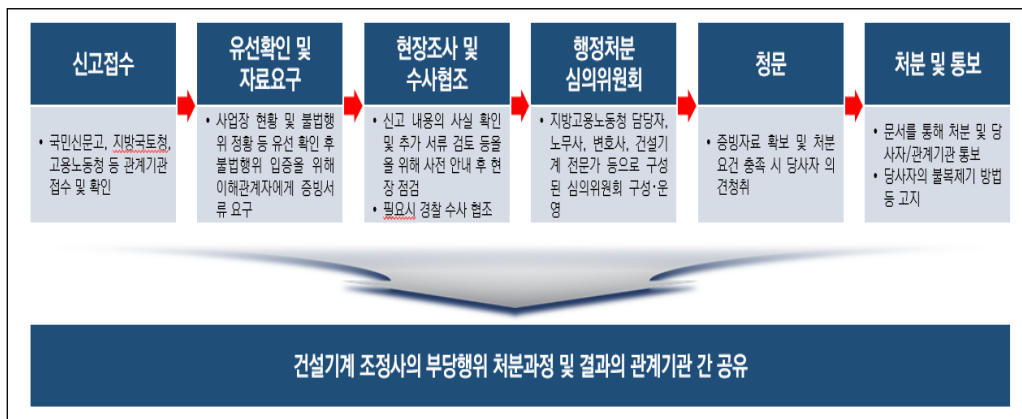 신고접수
• 국민신문고, 지방국토청,
고용노동청 등 관계기관
접수 및 확인
유선확인 및
자료요구
• 사업장 현황 및 불법행
위 정황 등 유선 확인 후
불법행위 입증을 위해
이해관계자에게 증빙서
류 요구
현장조사 및
수사협조
• 신고 내용의 사실 확인
및 추가 서류 검토 등을
을 위해 사전 안내 후 현
장 점검
• 필요시 경찰 수사 협조
행정처분
심의위원회
• 지방고용노동청 담당자,
노무사, 변호사, 건설기
계 전문가 등으로 구성
된 심의위원회 구성·운
영
청문
• 증빙자료 확보 및 처분
요건 충족 시 당사자 의
견청취
처분 및 통보
• 문서를 통해 처분 및 당
사자/관계기관 통보
• 당사자의 불복제기 방법
등 고지
건설기계 조정사의 부당행위 처분과정 및 결과의 관계기관 간 공유